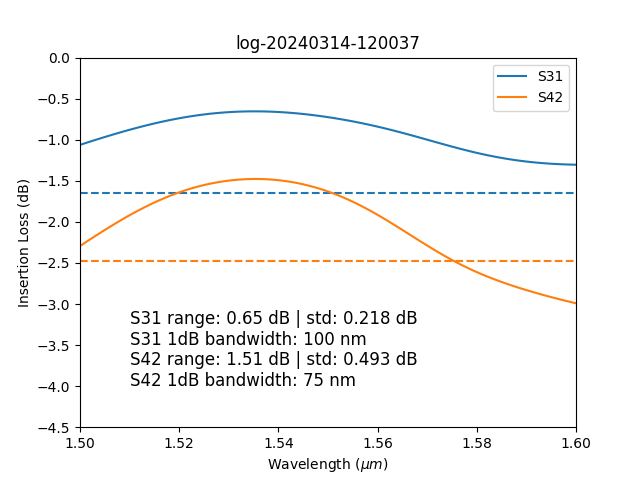 log-20240314-120037
S31
S42
Insertion Loss (dB)
0.0
−0.5
−1.0
−1.5
−2.0
−2.5
−3.0
−3.5
−4.0
−4.5
S31 range: 0.65 dB | std: 0.218 dB
S31 1dB bandwidth: 100 nm
S42 range: 1.51 dB | std: 0.493 dB
S42 1dB bandwidth: 75 nm
1.50 1.52 1.54 1.56 1.58 1.60
Wavelength (μm)